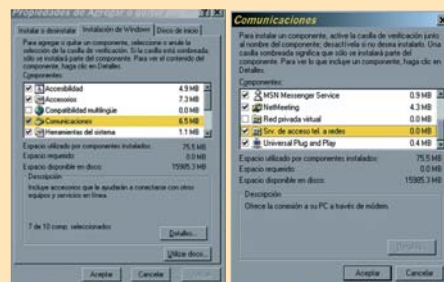 Propiedades de Agregar o quitar
Instalar o desinstalar
Instalación de Windows
Disco de inicio
Para agregar o quitar un componente, seleccione o anule la
selección de la casilla de verificación. Si la casilla está sombreada,
sólo se instalará parte del componente. Para ver el contenido del
componente, haga clic en Detalles.
Componentes:
Accesibilidad 4.9 MB
Accesorios 7.3 MB
Compatibilidad multilingüe 0.0 MB
Comunicaciones 6.5 MB
Herramientas del sistema 1.1 MB
Espacio utilizado por componentes instalados: 75.5 MB
Espacio requerido: 0.0 MB
Espacio disponible en disco: 15985.3 MB
Descripción
Incluye accesorios que le ayudarán a conectarse con otros
equipos y servicios en línea.
7 de 10 comp. seleccionados
Detalles...
Utilizar disco...
Aceptar
Cancelar
Comunicaciones
Para instalar un componente, active la casilla de verificación junto
al nombre del componente; desactívela si no desea instalarlo. Una
casilla sombreada significa que sólo se instalará parte del
componente. Para ver lo que incluye un componente, haga clic en
Detalles.
Componentes:
MSN Messenger Service 0.9 MB
NetMeeting 4.3 MB
Red privada virtual 0.0 MB
Srv. de acceso tel. a redes 0.0 MB
Universal Plug and Play 0.4 MB
Espacio utilizado por componentes instalados: 75.5 MB
Espacio requerido: 0.0 MB
Espacio disponible en disco: 15985.3 MB
Descripción
Ofrece la conexión a su PC a través de módem.
Detalles...
Aceptar
Cancelar